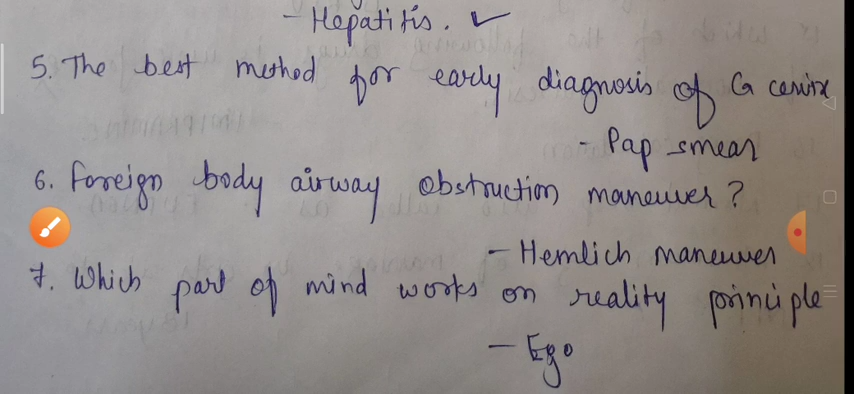 - Hepatitis. ✓
5. The best method for early diagnosis of Ca cervix
- Pap smear
6. Foreign body airway obstruction maneuver?
- Hemlich maneuver
7. Which part of mind works on reality principle
- Ego